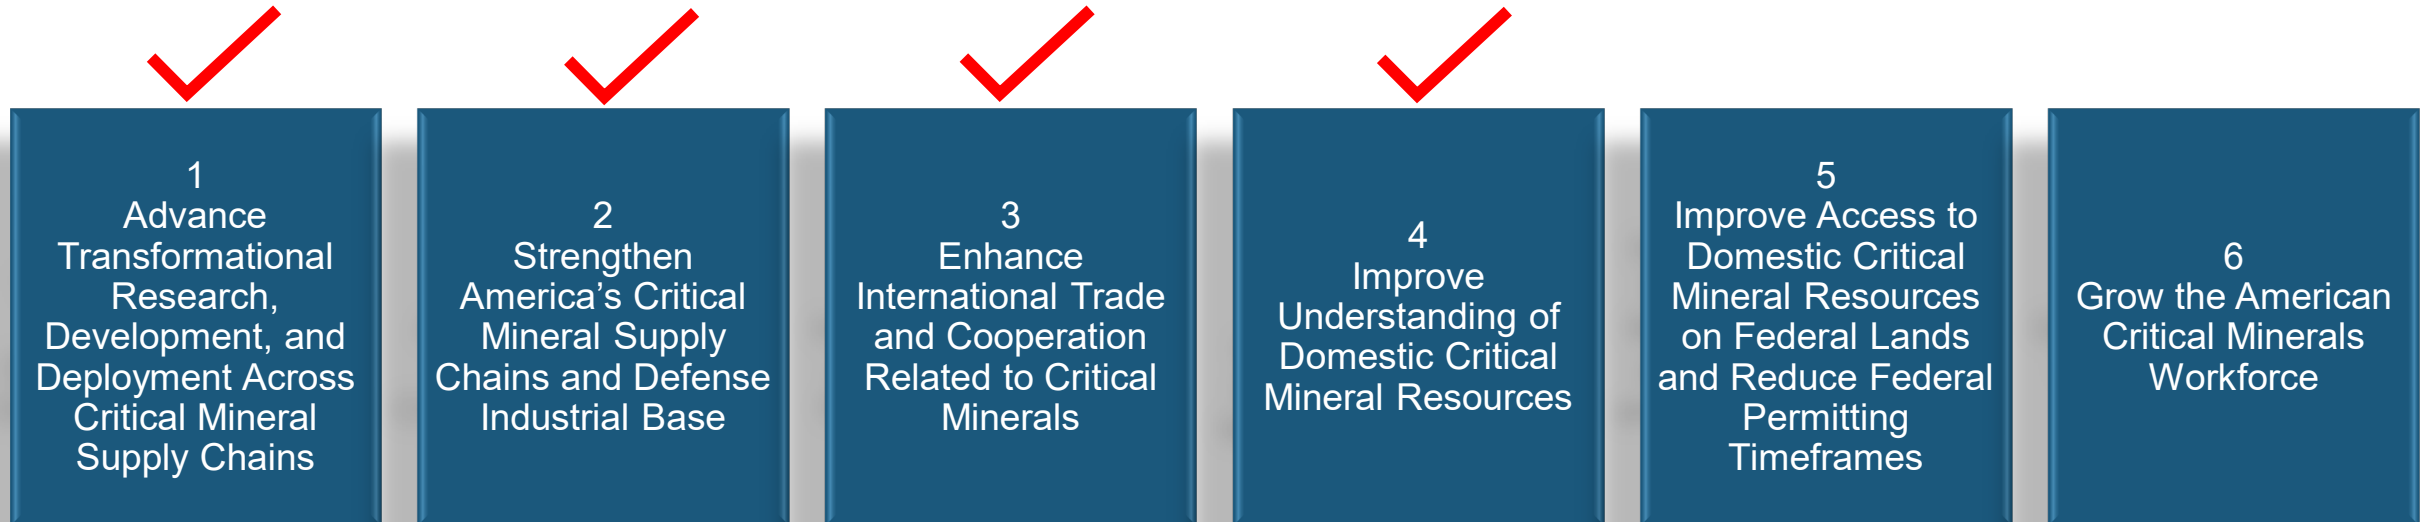 1
Advance
Transformational
Research,
Development, and
Deployment Across
Critical Mineral
Supply Chains
2
Strengthen
America’s Critical
Mineral Supply
Chains and Defense
Industrial Base
3
Enhance
International Trade
and Cooperation
Related to Critical
Minerals
4
Improve
Understanding of
Domestic Critical
Mineral Resources
5
Improve Access to
Domestic Critical
Mineral Resources
on Federal Lands
and Reduce Federal
Permitting
Timeframes
6
Grow the American
Critical Minerals
Workforce